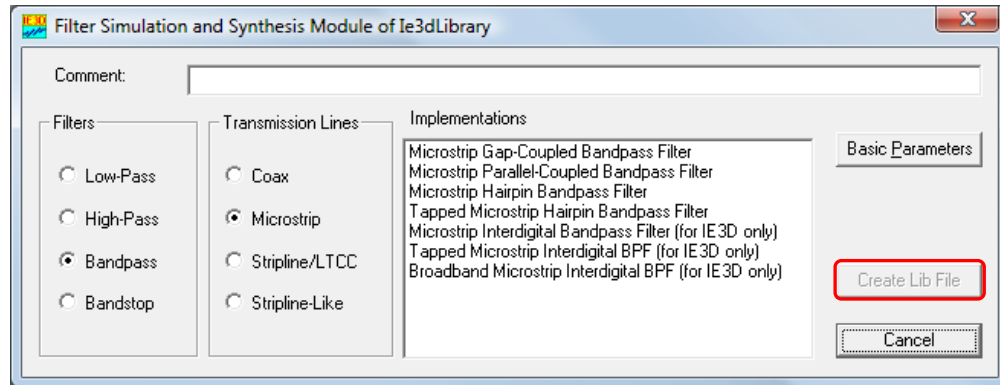 IE3D
Filter Simulation and Synthesis Module of Ie3dLibrary
Comment:
Filters
Low-Pass
High-Pass
Bandpass
Bandstop
Transmission Lines
Coax
Microstrip
Stripline/LTCC
Stripline-Like
Implementations
Microstrip Gap-Coupled Bandpass Filter
Microstrip Parallel-Coupled Bandpass Filter
Microstrip Hairpin Bandpass Filter
Tapped Microstrip Hairpin Bandpass Filter
Microstrip Interdigital Bandpass Filter (for IE3D only)
Tapped Microstrip Interdigital BPF (for IE3D only)
Broadband Microstrip Interdigital BPF (for IE3D only)
Basic Parameters
Create Lib File
Cancel